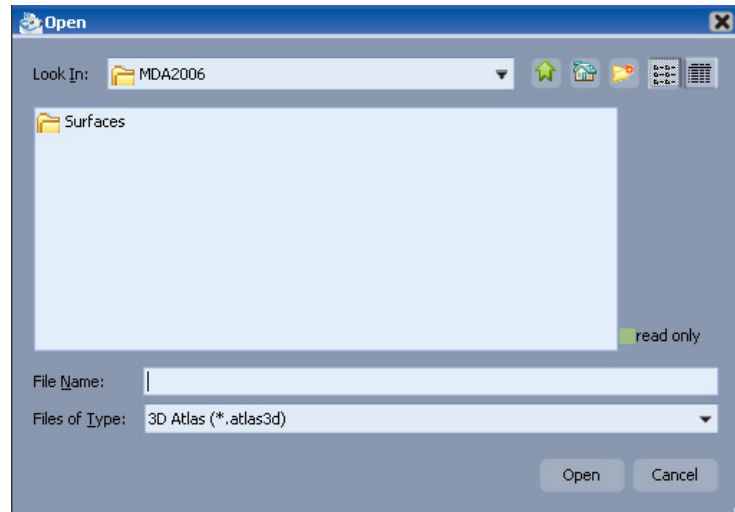 Open
Look In: MDA2006
Surfaces
read only
File Name:
Files of Type: 3D Atlas (*.atlas3d)
Open Cancel